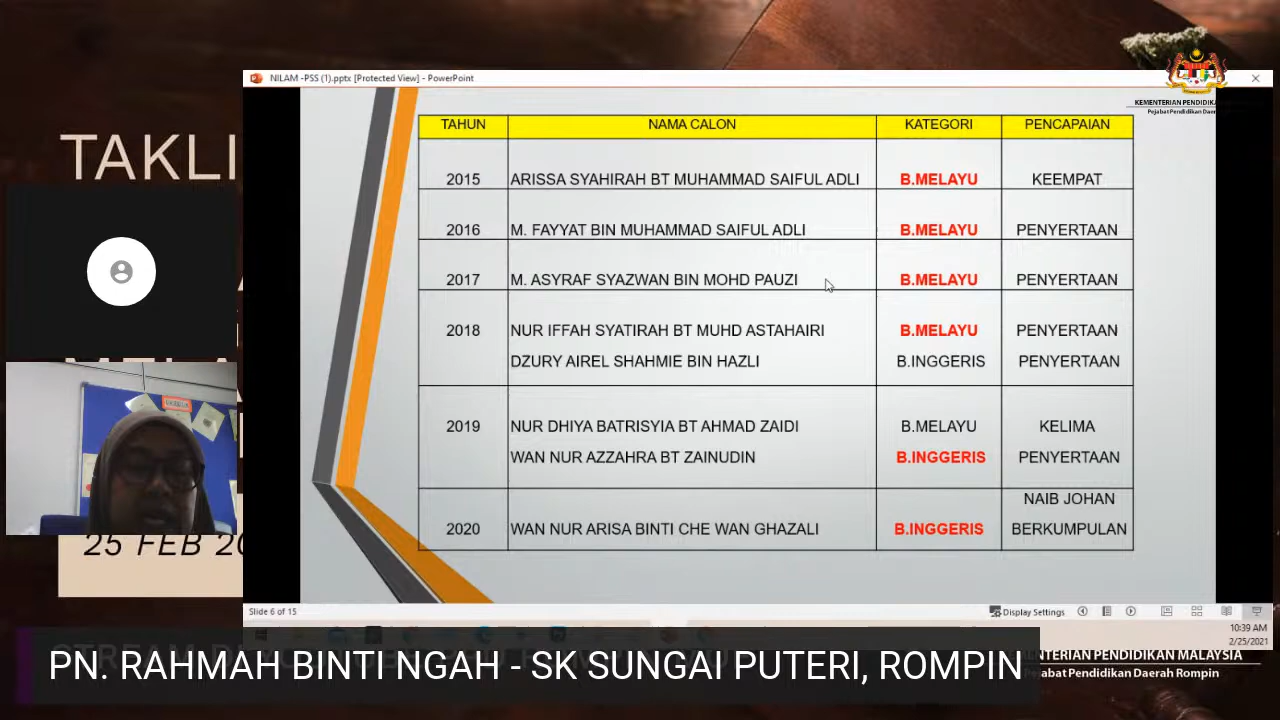 NILAM -PSS (1).pptx [Protected View] - PowerPoint
KEMENTERIAN PENDIDIKA
Pejabat Pendidikan Daer
TAKLI
TAHUN NAMA CALON KATEGORI PENCAPAIAN
2015 ARISSA SYAHIRAH BT MUHAMMAD SAIFUL ADLI B.MELAYU KEEMPAT
2016 M. FAYYAT BIN MUHAMMAD SAIFUL ADLI B.MELAYU PENYERTAAN
2017 M. ASYRAF SYAZWAN BIN MOHD PAUZI B.MELAYU PENYERTAAN
2018 NUR IFFAH SYATIRAH BT MUHD ASTAHAIRI B.MELAYU PENYERTAAN
DZURY AIREL SHAHMIE BIN HAZLI B.INGGERIS PENYERTAAN
2019 NUR DHIYA BATRISYIA BT AHMAD ZAIDI B.MELAYU KELIMA
WAN NUR AZZAHRA BT ZAINUDIN B.INGGERIS PENYERTAAN
NAIB JOHAN
2020 WAN NUR ARISA BINTI CHE WAN GHAZALI B.INGGERIS BERKUMPULAN
25 FEB 20
Slide 6 of 15
Display Settings
10:39 AM
2/25/2021
PN. RAHMAH BINTI NGAH - SK SUNGAI PUTERI, ROMPIN
NTERIAN PENDIDIKAN MALAYSIA
Pejabat Pendidikan Daerah Rompin